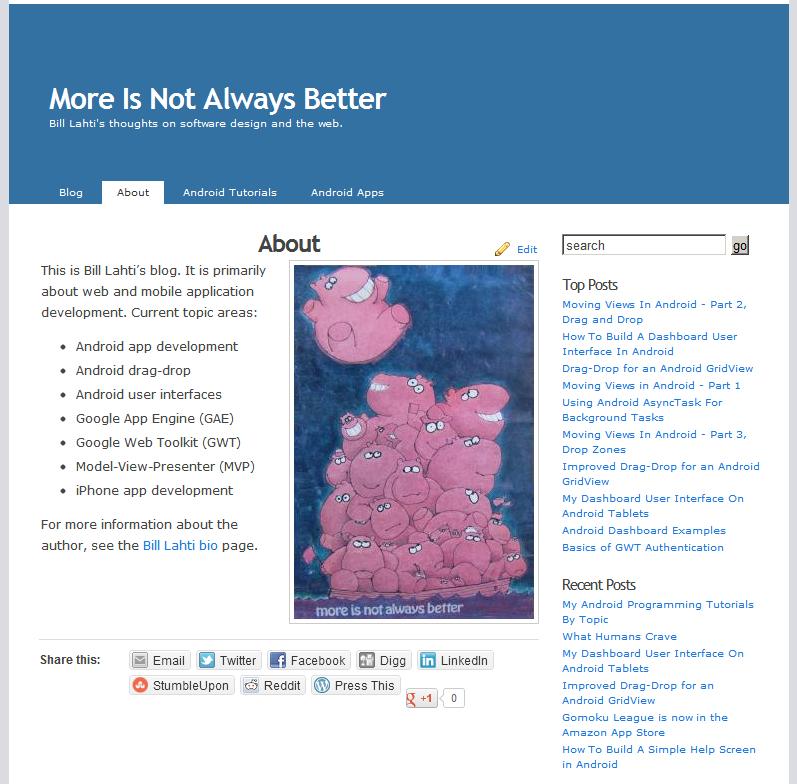 More Is Not Always Better
Bill Lahti's thoughts on software design and the web.
Blog About Android Tutorials Android Apps
About
Edit
This is Bill Lahti's blog. It is primarily
about web and mobile application
development. Current topic areas:
• Android app development
• Android drag-drop
• Android user interfaces
• Google App Engine (GAE)
• Google Web Toolkit (GWT)
• Model-View-Presenter (MVP)
• iPhone app development
For more information about the
author, see the Bill Lahti bio page.
more is not always better
Share this: Email Twitter Facebook Digg LinkedIn
StumbleUpon Reddit Press This g +1 0
search go
Top Posts
Moving Views In Android - Part 2,
Drag and Drop
How To Build A Dashboard User
Interface In Android
Drag-Drop for an Android GridView
Moving Views in Android - Part 1
Using Android AsyncTask For
Background Tasks
Moving Views In Android - Part 3,
Drop Zones
Improved Drag-Drop for an Android
GridView
My Dashboard User Interface On
Android Tablets
Android Dashboard Examples
Basics of GWT Authentication
Recent Posts
My Android Programming Tutorials
By Topic
What Humans Crave
My Dashboard User Interface On
Android Tablets
Improved Drag-Drop for an
Android GridView
Gomoku League is now in the
Amazon App Store
How To Build A Simple Help Screen
in Android